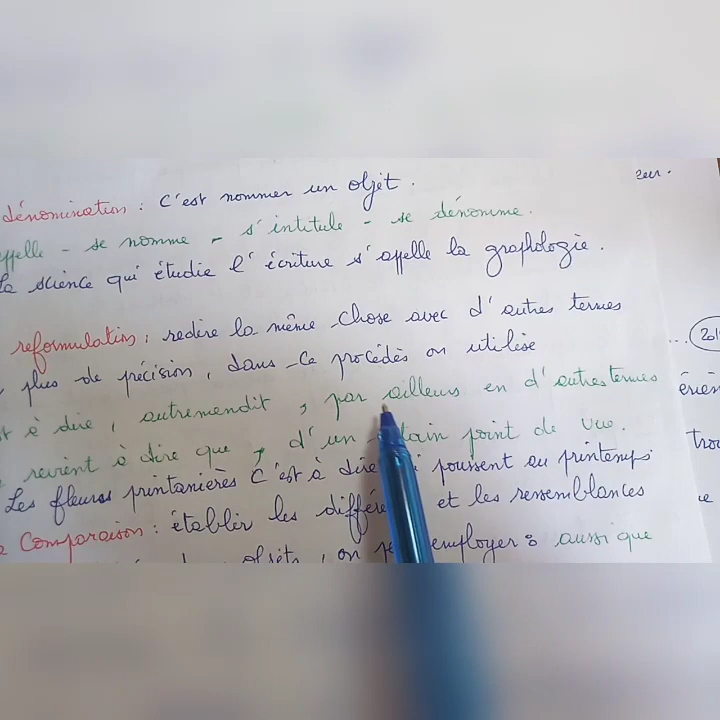 dénomination : c'est nommer un objet.
appelle - se nomme - s'intitule - se dénomme.
La science qui étudie l'écriture s'appelle la graphologie.
reformulation : redire la même chose avec d'autres termes
plus de précision, dans ce procédès on utilise
à dire, autrement dit, par ailleurs en d'autres termes
revient à dire que, d'un point de vue.
Les fleurs printanières c'est à dire poussent au printemps
Comparaison : établir les et les ressemblances
objets, on employer : aussi que
201